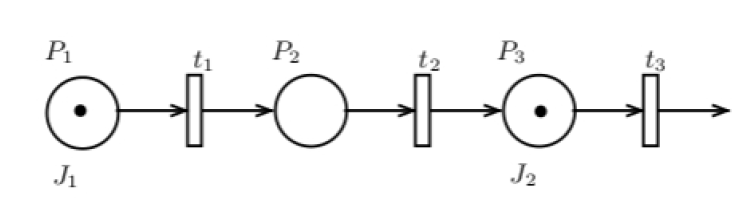 P₁ t₁ P₂ t₂ P₃ t₃
J₁ J₂